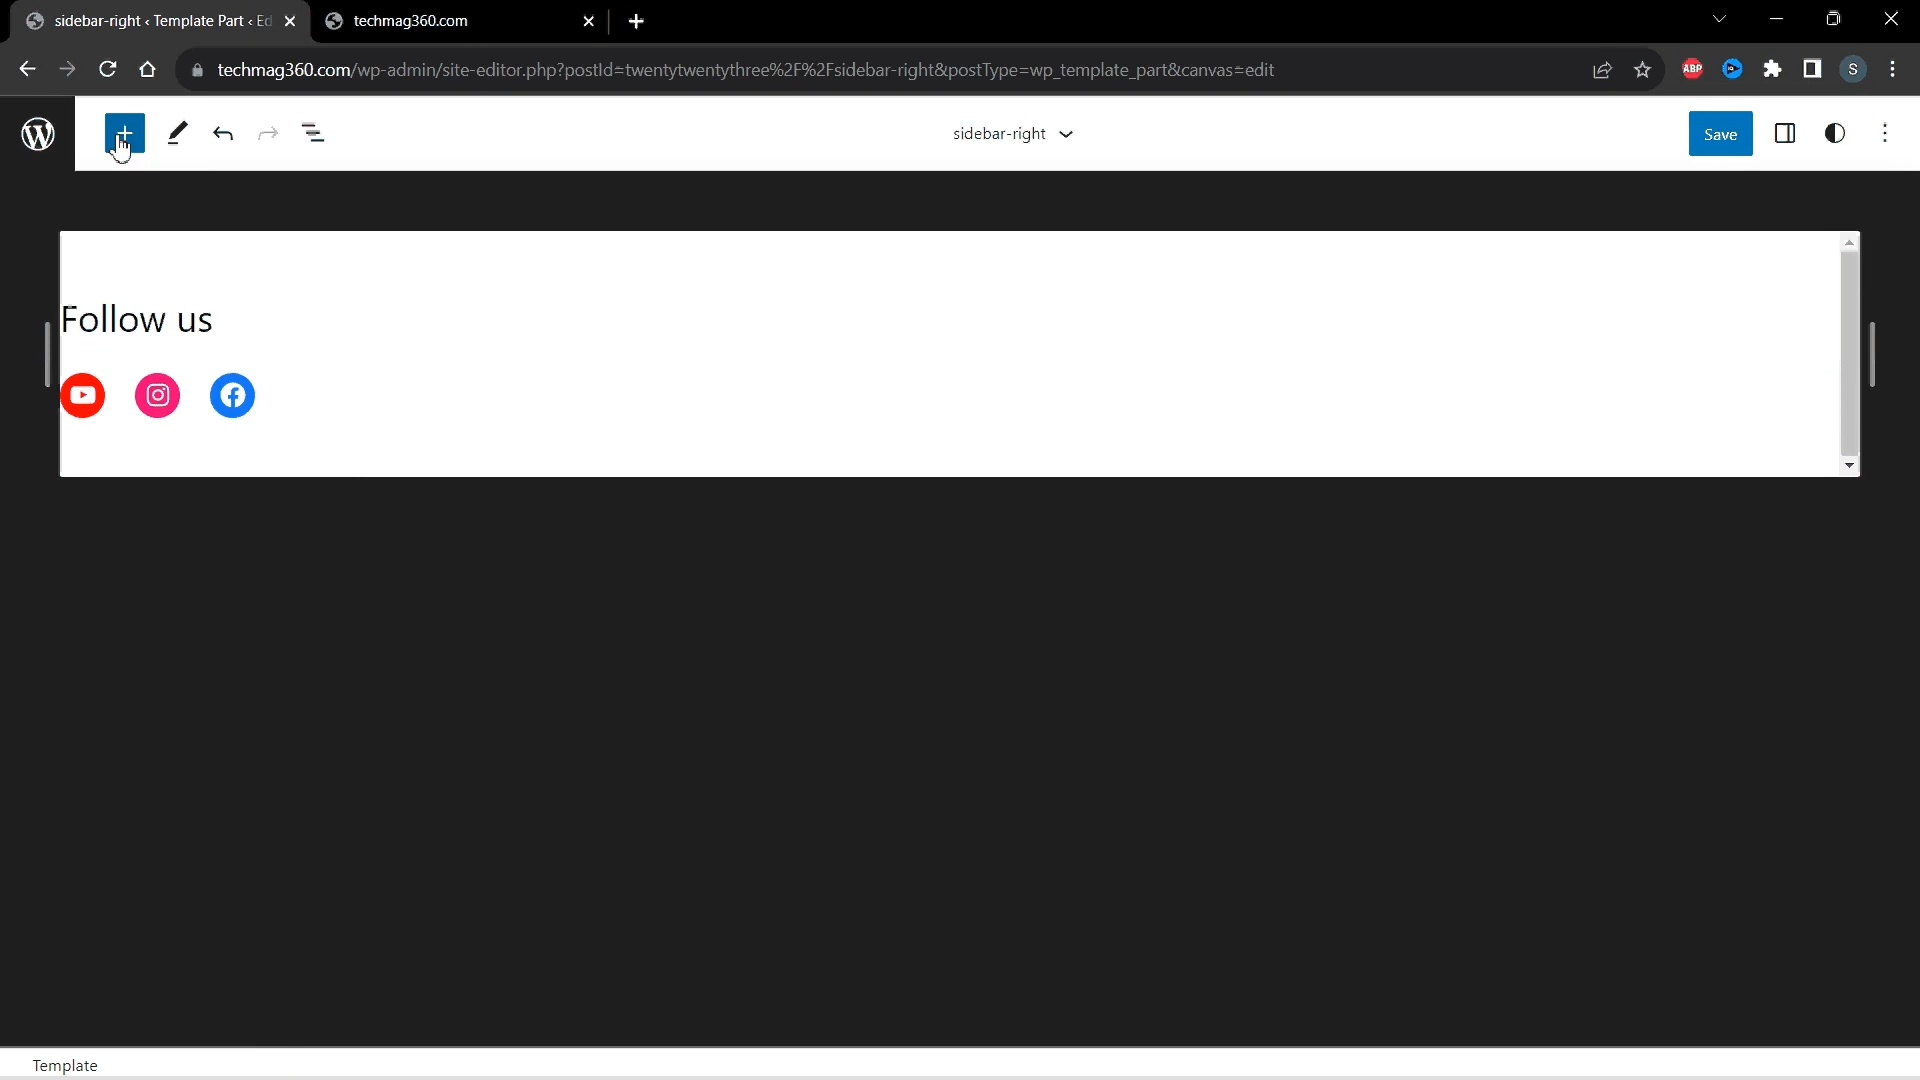 sidebar-right ‹ Template Part ‹ Ed
techmag360.com
techmag360.com/wp-admin/site-editor.php?postId=twentytwentythree%2F%2Fsidebar-right&postType=wp_template_part&canvas=edit
ABP
S
sidebar-right
Save
Follow us
Template